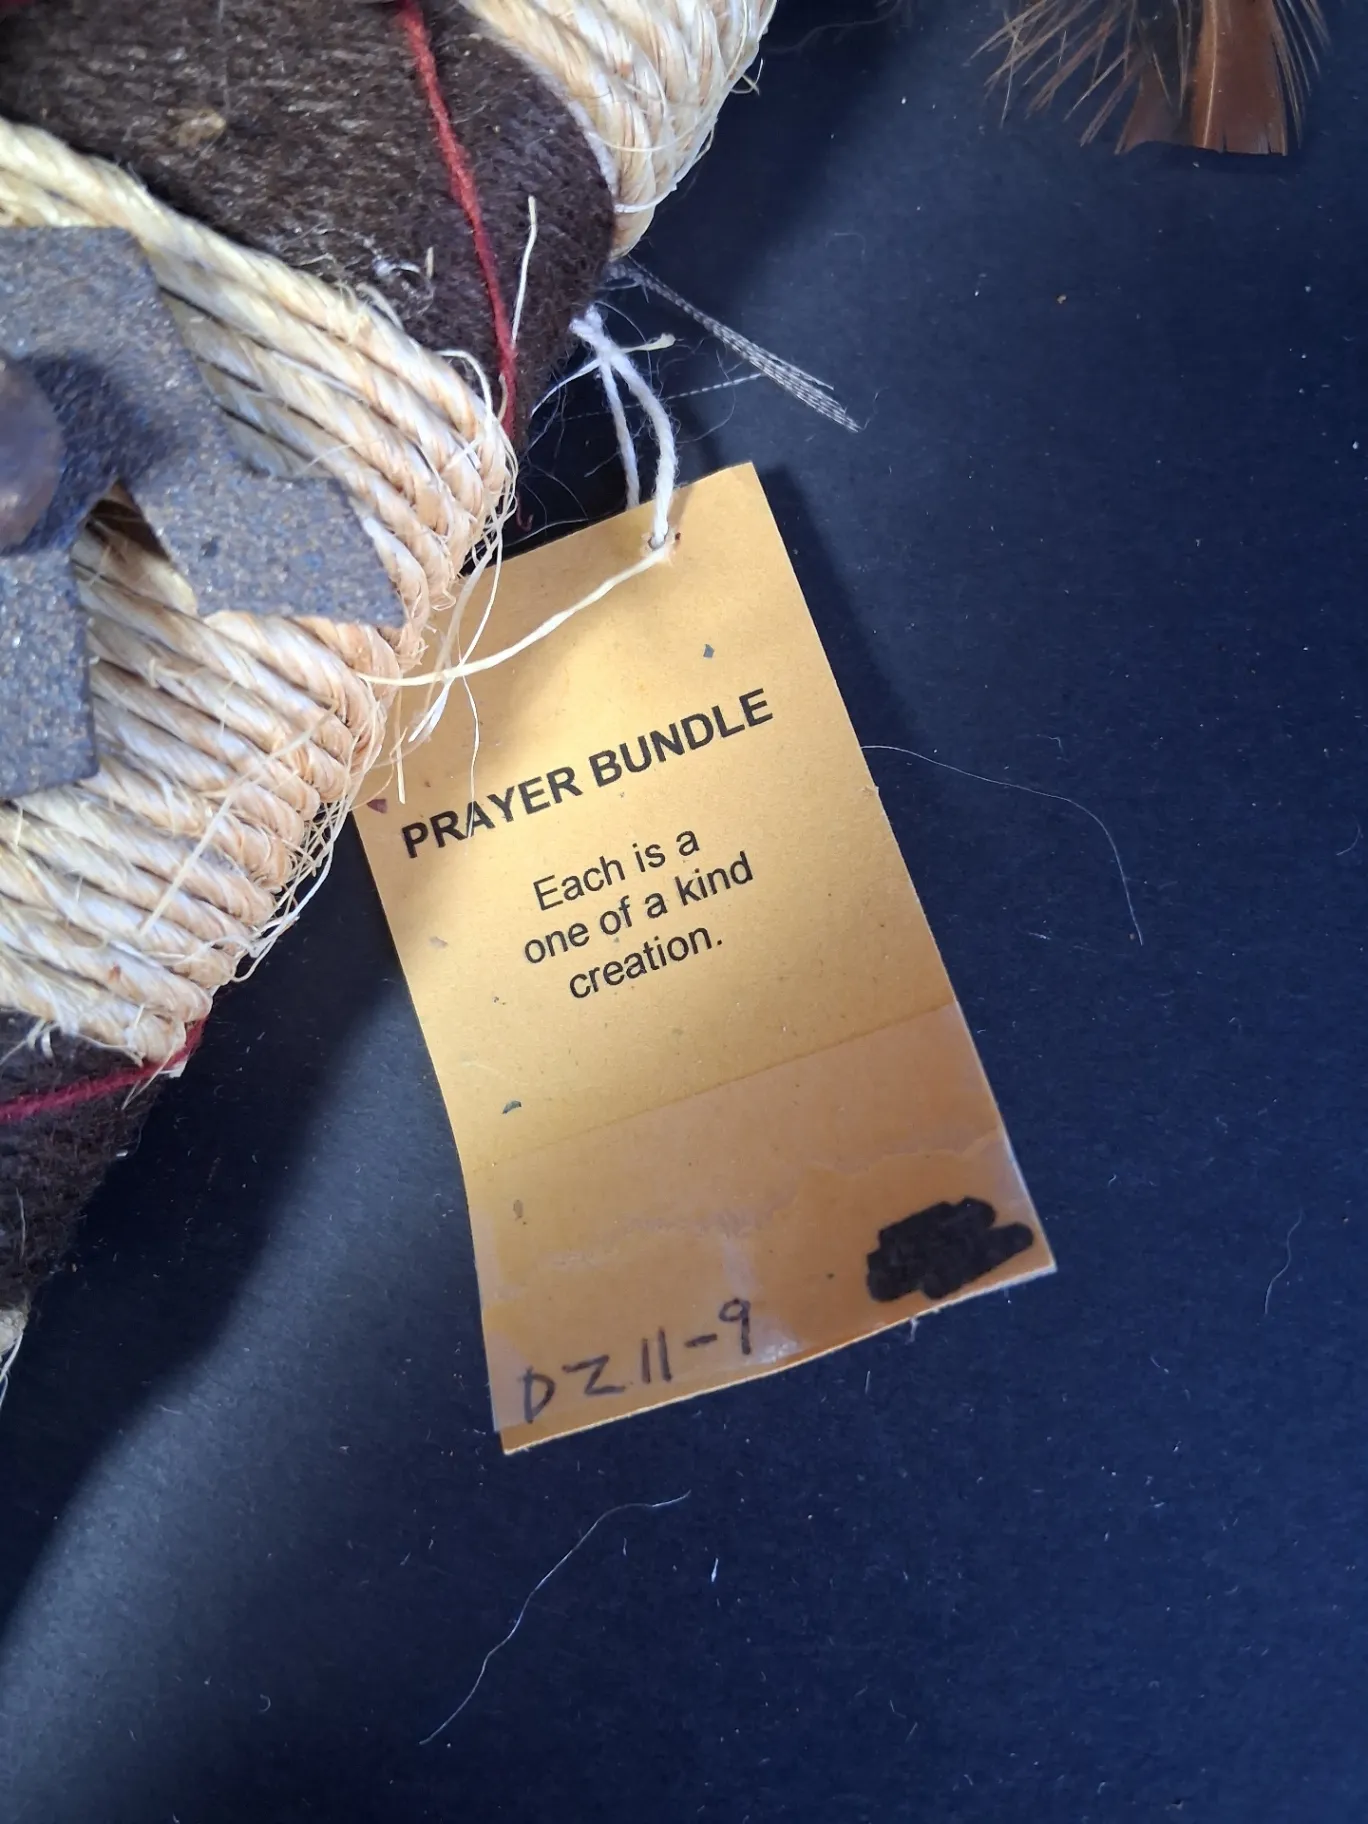 PRAYER BUNDLE
Each is a
one of a kind
creation.
DZ11-9